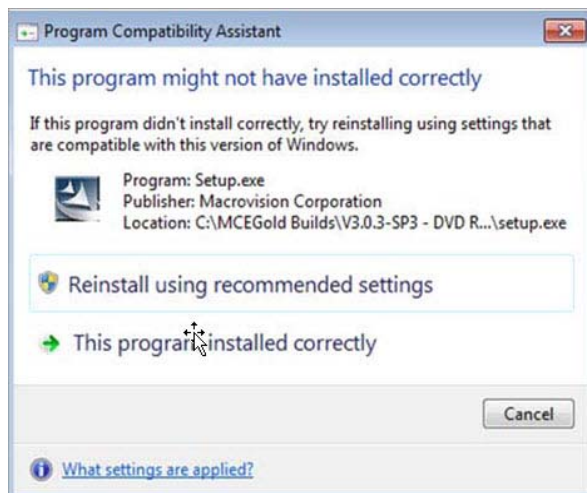 Program Compatibility Assistant
This program might not have installed correctly
If this program didn't install correctly, try reinstalling using settings that
are compatible with this version of Windows.
Program: Setup.exe
Publisher: Macrovision Corporation
Location: C:\MCEGold Builds\V3.0.3-SP3 - DVD R...\setup.exe
Reinstall using recommended settings
This program installed correctly
Cancel
What settings are applied?